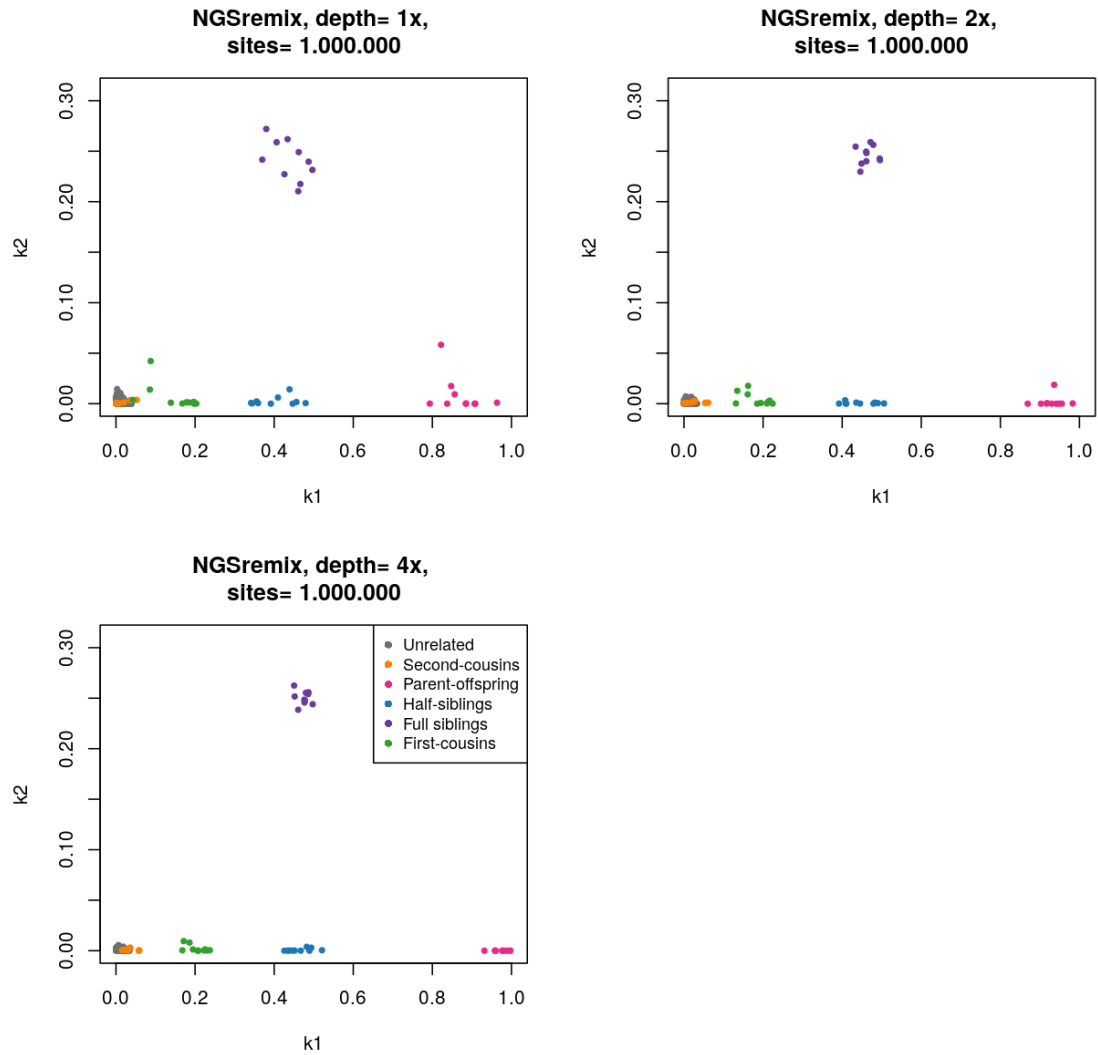 NGSremix, depth= 1x,
sites= 1.000.000
0.30
0.20
0.10
0.00
k2
0.0 0.2 0.4 0.6 0.8 1.0
k1
NGSremix, depth= 2x,
sites= 1.000.000
0.30
0.20
0.10
0.00
k2
0.0 0.2 0.4 0.6 0.8 1.0
k1
NGSremix, depth= 4x,
sites= 1.000.000
0.30
0.20
0.10
0.00
k2
Unrelated
Second-cousins
Parent-offspring
Half-siblings
Full siblings
First-cousins
0.0 0.2 0.4 0.6 0.8 1.0
k1